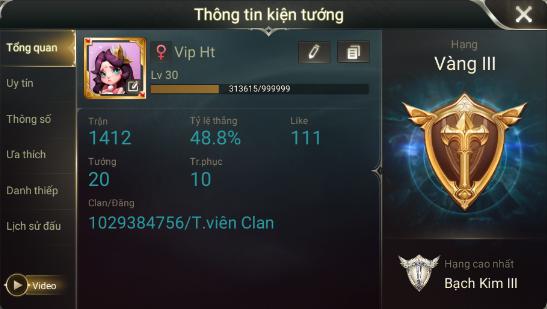 Thông tin kiện tướng
Tổng quan
Uy tín
Thông số
Ưa thích
Danh thiếp
Lịch sử đấu
Video
Vip Ht
Lv 30
313615/999999
Trận Tỷ lệ thắng Like
1412 48.8% 111
Tướng Tr.phục
20 10
Clan/Đăng
1029384756/T.viên Clan
Hạng
Vàng III
Hạng cao nhất
Bạch Kim III